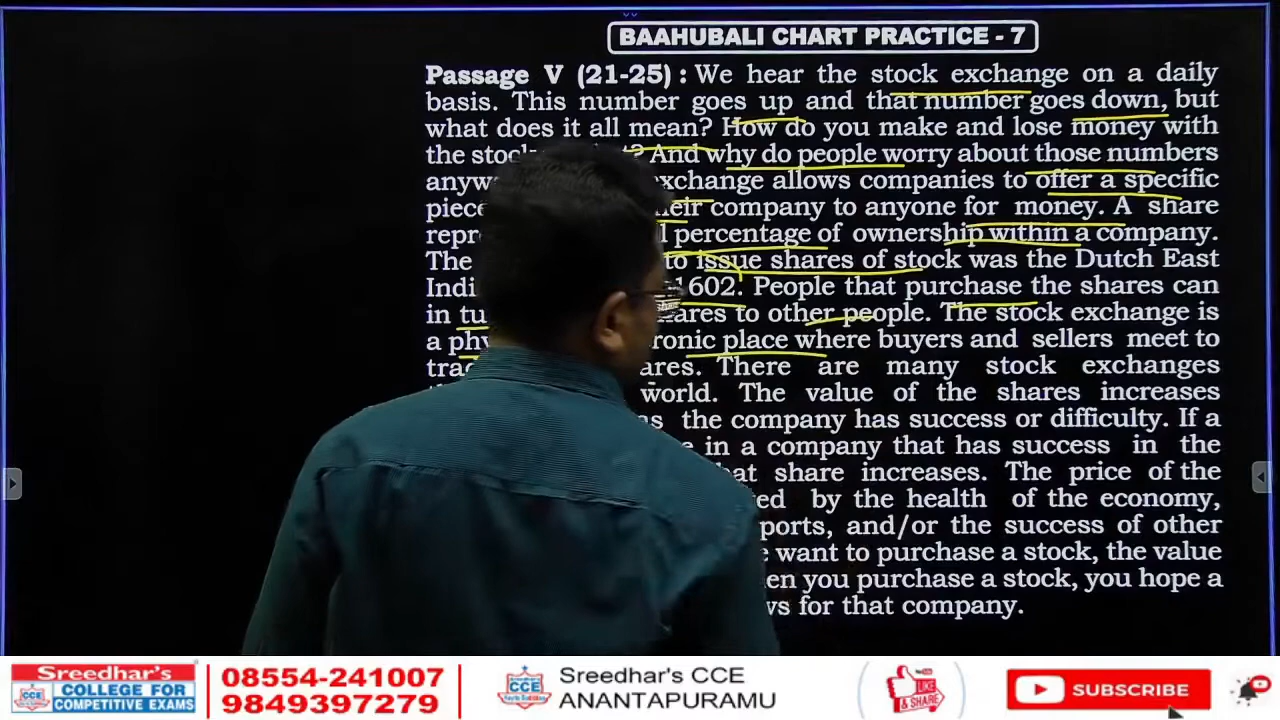 BAAHUBALI CHART PRACTICE - 7
Passage V (21-25) : We hear the stock exchange on a daily
basis. This number goes up and that number goes down, but
what does it all mean? How do you make and lose money with
the ? And why do people worry about those numbers
exchange allows companies to offer a specific
their company to anyone for money. A share
percentage of ownership within a company.
The to issue shares of stock was the Dutch East
1602. People that purchase the shares can
in to other people. The stock exchange is
a place where buyers and sellers meet to
There are many stock exchanges
world. The value of the shares increases
as the company has success or difficulty. If a
in a company that has success in the
share increases. The price of the
by the health of the economy,
and/or the success of other
want to purchase a stock, the value
you purchase a stock, you hope a
for that company.
Sreedhar's
CCE
COLLEGE FOR
COMPETITIVE EXAMS
08554-241007
9849397279
CCE
Sreedhar's CCE
ANANTAPURAMU
LIKE
& SHARE
SUBSCRIBE